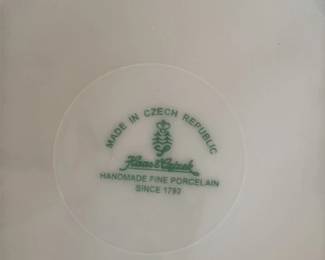 MADE IN CZECH REPUBLIC
Haas & Czjzek
HANDMADE FINE PORCELAIN
SINCE 1792